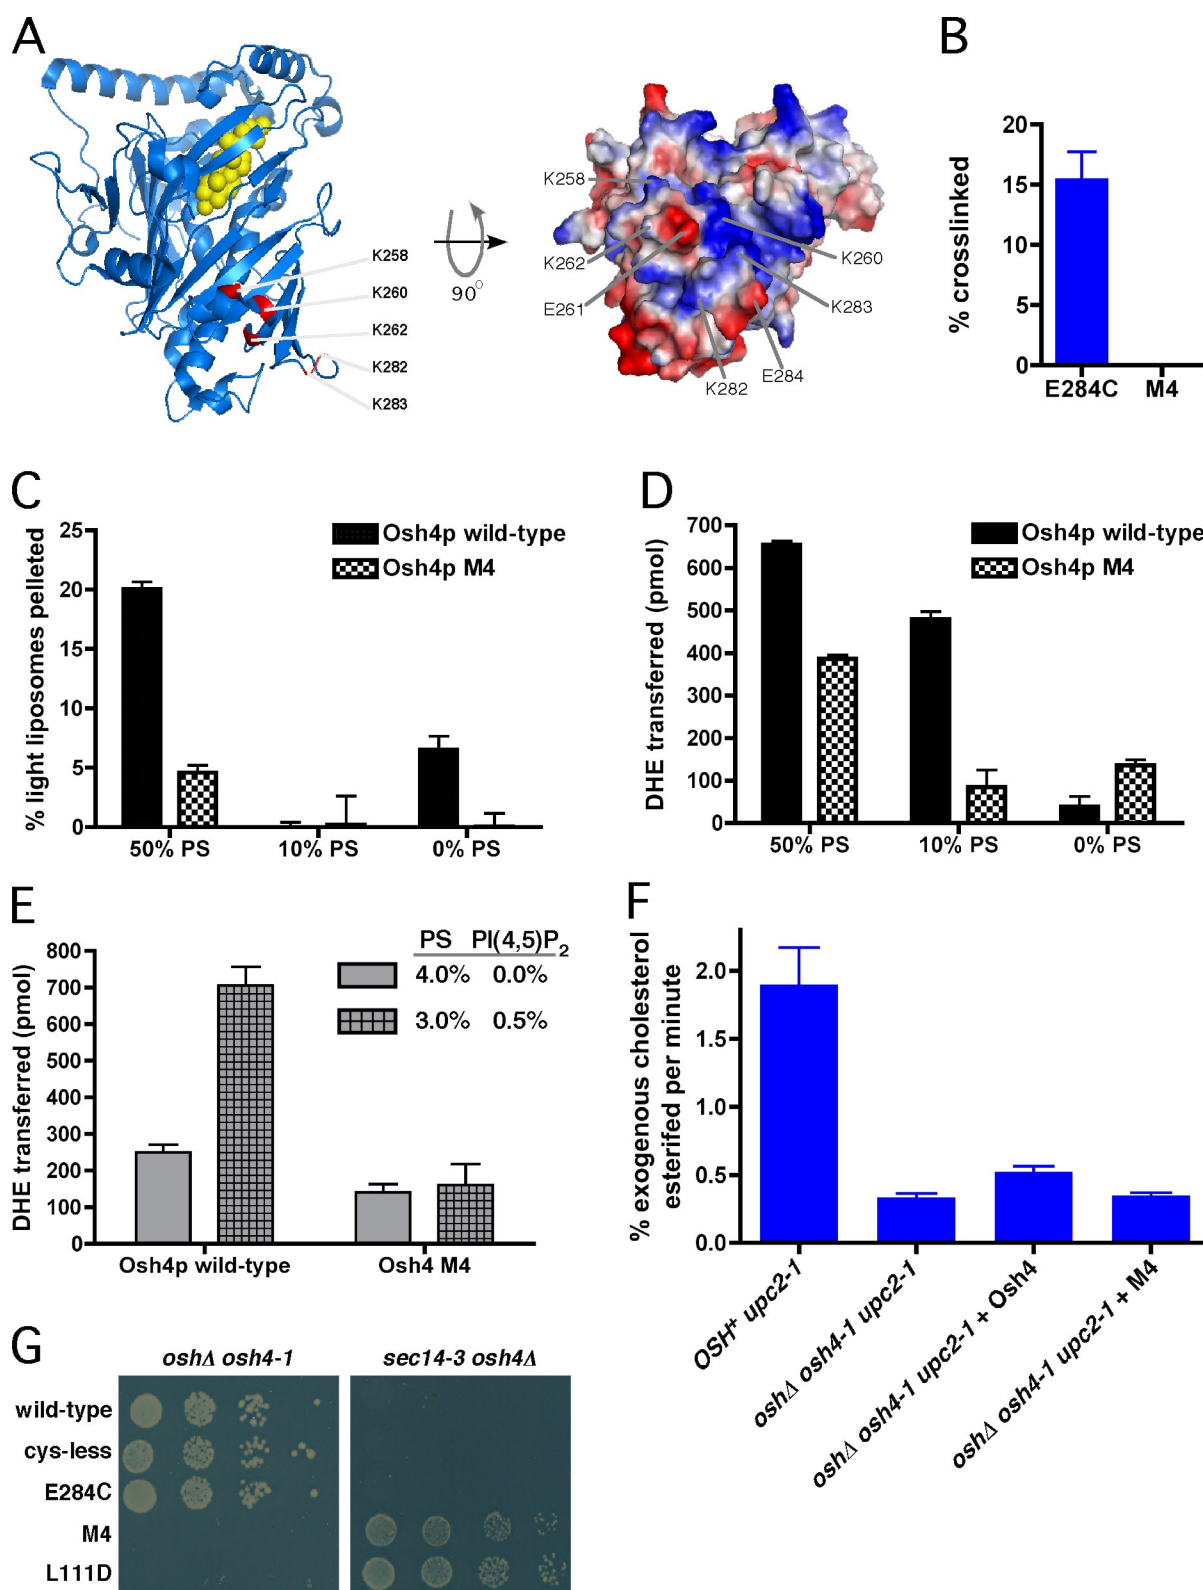 A
K258
K260
K262
K282
K283
90°
K258
K262
E261
K282
E284
K283
K260
B
% crosslinked
20
15
10
5
0
E284C
M4
C
% light liposomes pelleted
25
20
15
10
5
0
Osh4p wild-type
Osh4p M4
50% PS
10% PS
0% PS
D
DHE transferred (pmol)
700
600
500
400
300
200
100
0
Osh4p wild-type
Osh4p M4
50% PS
10% PS
0% PS
E
DHE transferred (pmol)
800
700
600
500
400
300
200
100
0
PS PI(4,5)P2
4.0% 0.0%
3.0% 0.5%
Osh4p wild-type
Osh4 M4
F
% exogenous cholesterol
esterifed per minute
2.0
1.5
1.0
0.5
0.0
OSH+ upc2-1
oshΔ osh4-1 upc2-1
oshΔ osh4-1 upc2-1 + Osh4
oshΔ osh4-1 upc2-1 + M4
G
oshΔ osh4-1
sec14-3 osh4Δ
wild-type
cys-less
E284C
M4
L111D